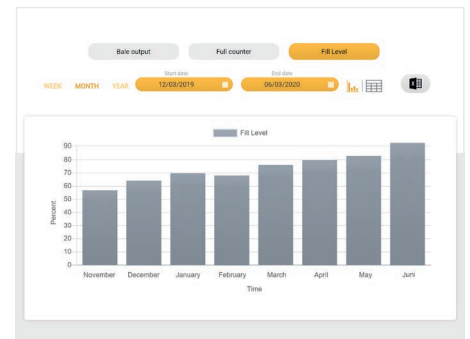 Bale output Full counter Fill Level
Start date End date
WEEK MONTH YEAR 12/03/2019 06/03/2020
Fill Level
90
80
70
60
50
40
30
20
10
0
Percent
November December January February March April May Juni
Time